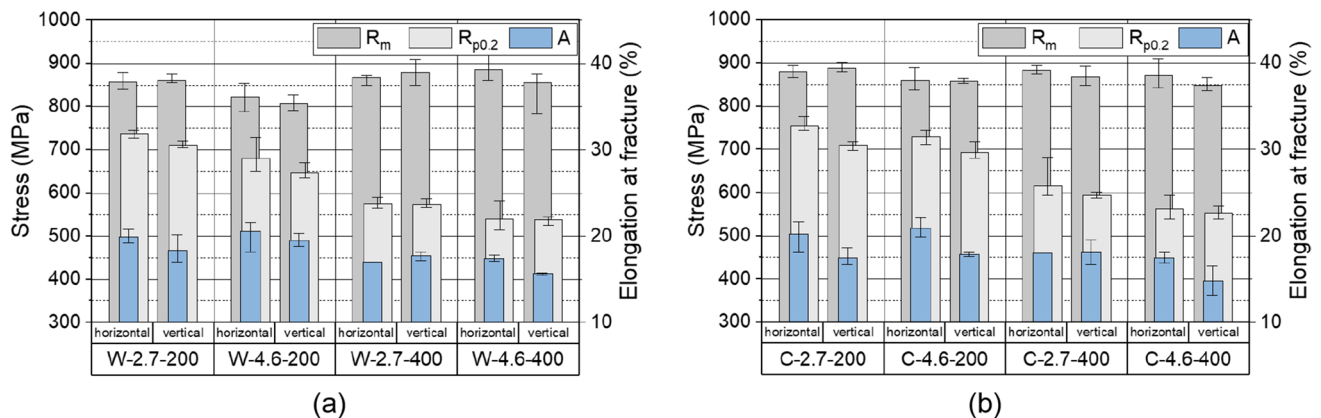 1000
900
800
700
600
500
400
300
Stress (MPa)
Rm Rp0.2 A
40
30
20
10
Elongation at fracture (%)
horizontal vertical horizontal vertical horizontal vertical horizontal vertical
W-2.7-200 W-4.6-200 W-2.7-400 W-4.6-400
(a)
1000
900
800
700
600
500
400
300
Stress (MPa)
Rm Rp0.2 A
40
30
20
10
Elongation at fracture (%)
horizontal vertical horizontal vertical horizontal vertical horizontal vertical
C-2.7-200 C-4.6-200 C-2.7-400 C-4.6-400
(b)